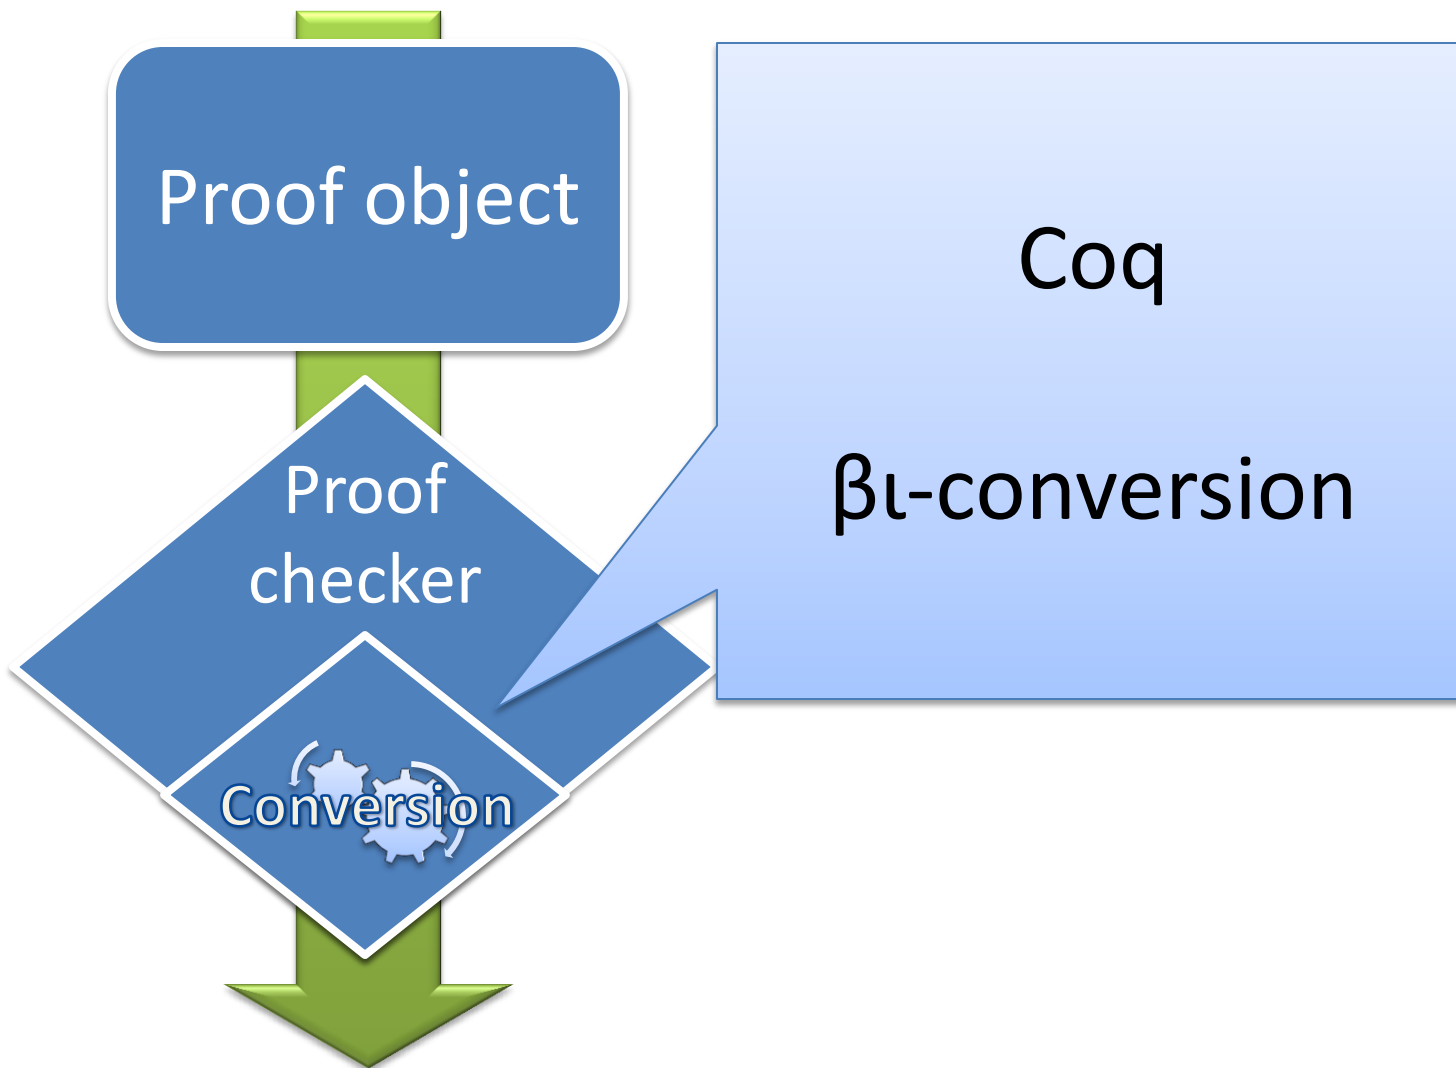 Proof object
Proof
checker
Conversion
Coq
βι-conversion